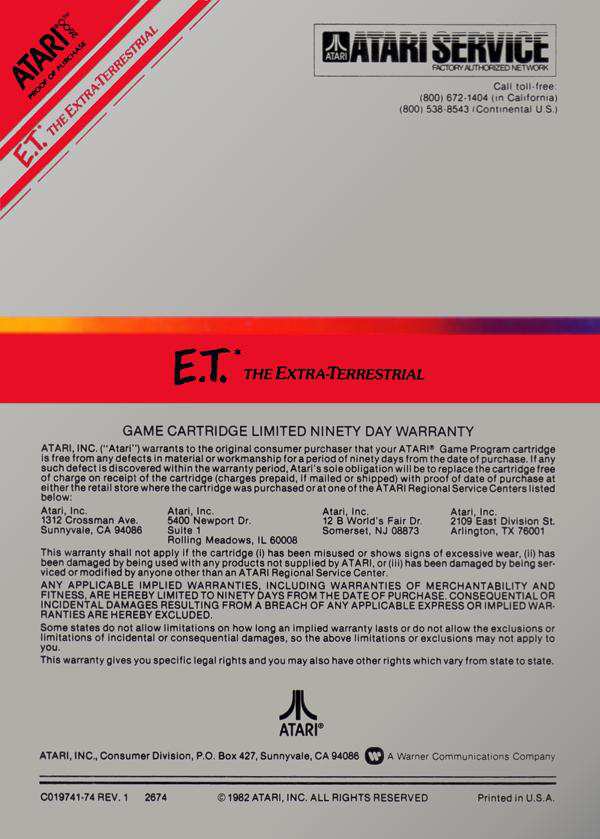 ATARI 2600™
PROOF OF PURCHASE
E.T.* THE EXTRA-TERRESTRIAL
ATARI ATARI SERVICE
FACTORY AUTHORIZED NETWORK
Call toll-free:
(800) 672-1404 (in California)
(800) 538-8543 (Continental U.S.)
E.T.* THE EXTRA-TERRESTRIAL
GAME CARTRIDGE LIMITED NINETY DAY WARRANTY
ATARI, INC. ("Atari") warrants to the original consumer purchaser that your ATARI® Game Program cartridge
is free from any defects in material or workmanship for a period of ninety days from the date of purchase. If any
such defect is discovered within the warranty period, Atari's sole obligation will be to replace the cartridge free
of charge on receipt of the cartridge (charges prepaid, if mailed or shipped) with proof of date of purchase at
either the retail store where the cartridge was purchased or at one of the ATARI Regional Service Centers listed
below:
Atari, Inc.
1312 Crossman Ave.
Sunnyvale, CA 94086
Atari, Inc.
5400 Newport Dr.
Suite 1
Rolling Meadows, IL 60008
Atari, Inc.
12 B World's Fair Dr.
Somerset, NJ 08873
Atari, Inc.
2109 East Division St.
Arlington, TX 76001
This warranty shall not apply if the cartridge (i) has been misused or shows signs of excessive wear, (ii) has
been damaged by being used with any products not supplied by ATARI, or (iii) has been damaged by being ser-
viced or modified by anyone other than an ATARI Regional Service Center.
ANY APPLICABLE IMPLIED WARRANTIES, INCLUDING WARRANTIES OF MERCHANTABILITY AND
FITNESS, ARE HEREBY LIMITED TO NINETY DAYS FROM THE DATE OF PURCHASE. CONSEQUENTIAL OR
INCIDENTAL DAMAGES RESULTING FROM A BREACH OF ANY APPLICABLE EXPRESS OR IMPLIED WAR-
RANTIES ARE HEREBY EXCLUDED.
Some states do not allow limitations on how long an implied warranty lasts or do not allow the exclusions or
limitations of incidental or consequential damages, so the above limitations or exclusions may not apply to
you.
This warranty gives you specific legal rights and you may also have other rights which vary from state to state.
ATARI®
ATARI, INC., Consumer Division, P.O. Box 427, Sunnyvale, CA 94086 A Warner Communications Company
C019741-74 REV. 1 2674 © 1982 ATARI, INC. ALL RIGHTS RESERVED Printed in U.S.A.